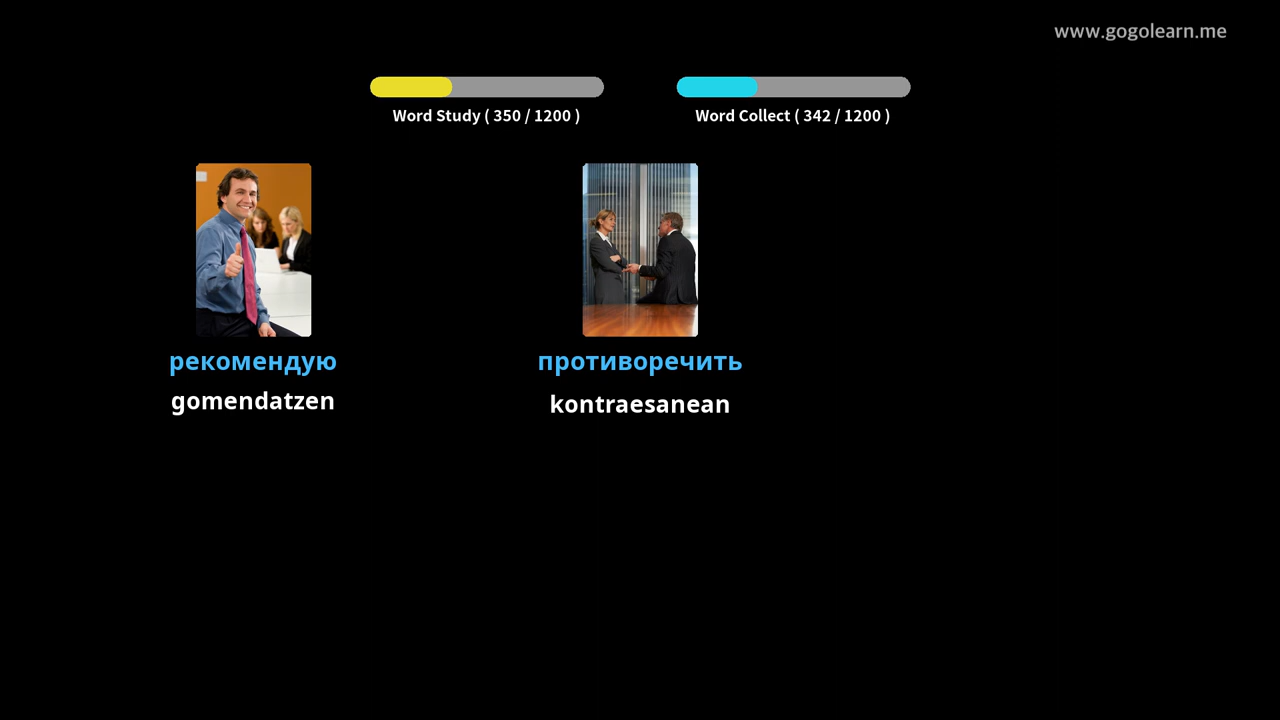 www.gogolearn.me
Word Study ( 350 / 1200 )
Word Collect ( 342 / 1200 )
рекомендую
gomendatzen
противоречить
kontraesanean